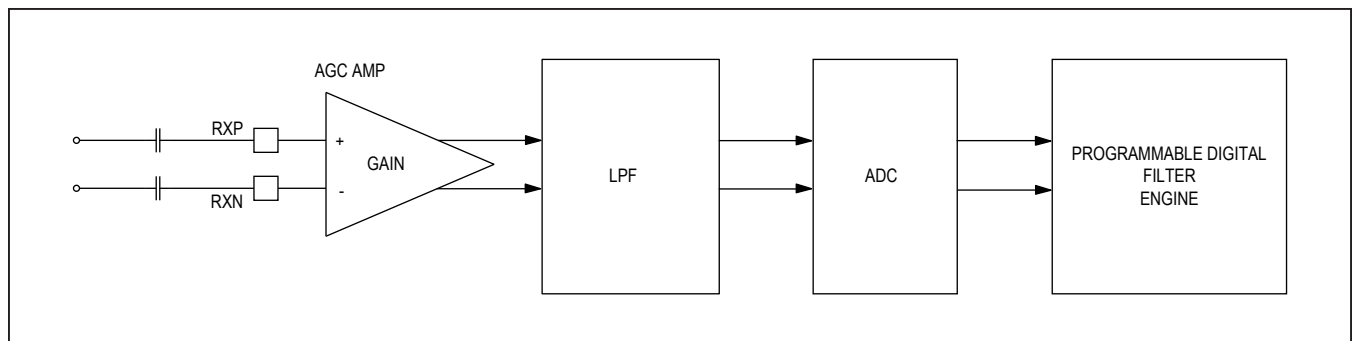 AGC AMP
RXP
+
GAIN
-
RXN
LPF
ADC
PROGRAMMABLE DIGITAL
FILTER
ENGINE